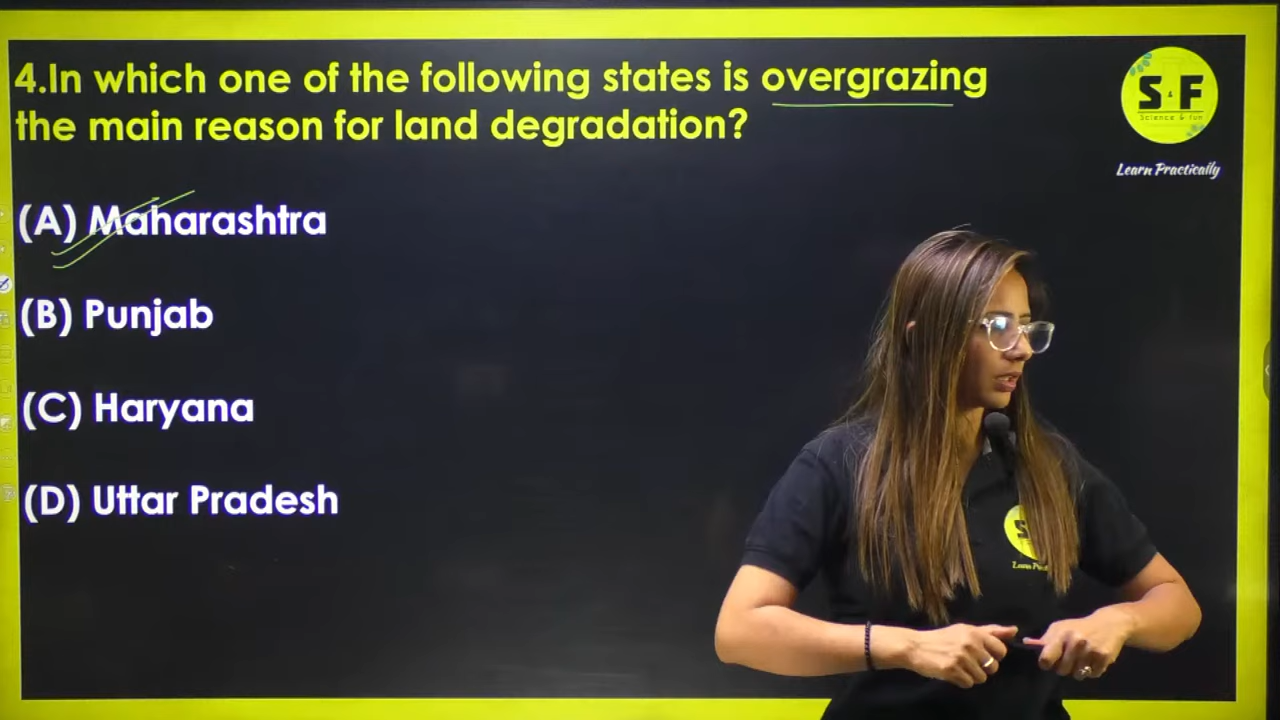 4.In which one of the following states is overgrazing
the main reason for land degradation?
S & F
Science & fun
Learn Practically
(A) Maharashtra
(B) Punjab
(C) Haryana
(D) Uttar Pradesh